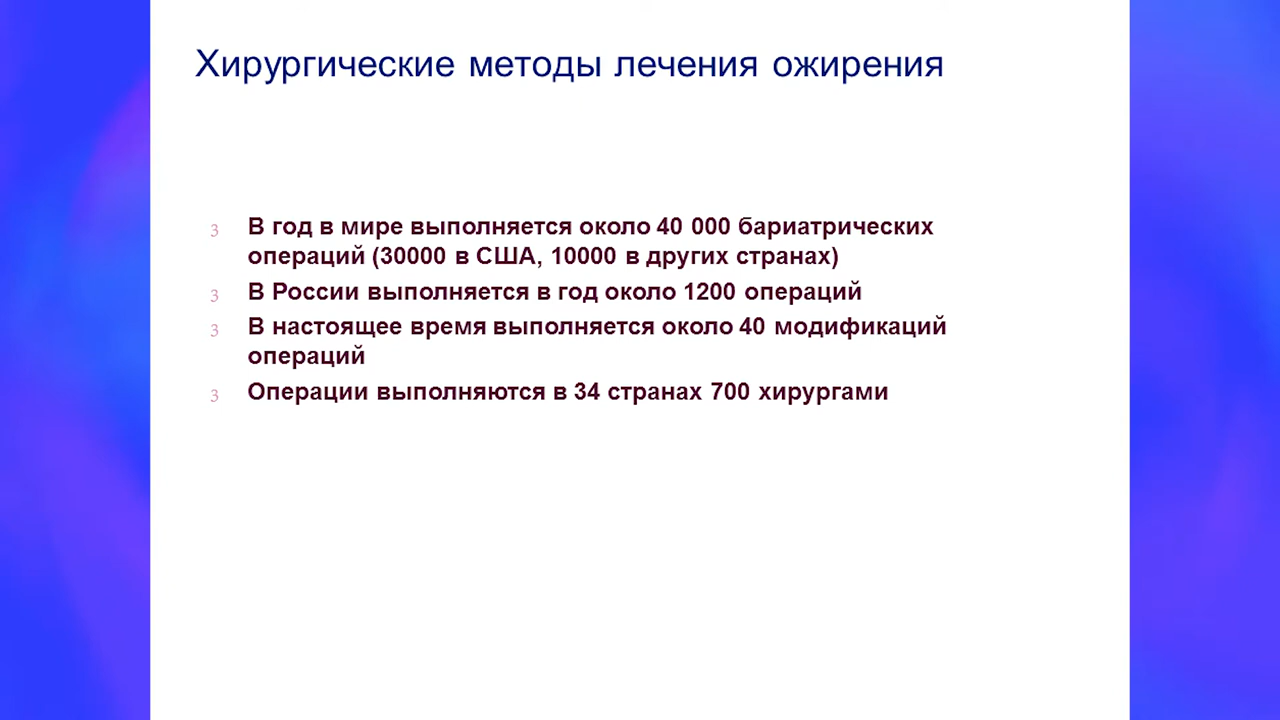 Хирургические методы лечения ожирения
з В год в мире выполняется около 40 000 бариатрических
операций (30000 в США, 10000 в других странах)
з В России выполняется в год около 1200 операций
з В настоящее время выполняется около 40 модификаций
операций
з Операции выполняются в 34 странах 700 хирургами